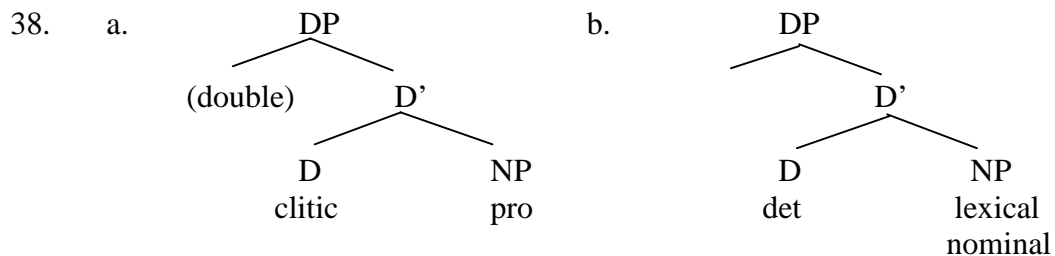 38. a. DP b. DP
(double) D’ D’
D NP D NP
clitic pro det lexical
nominal